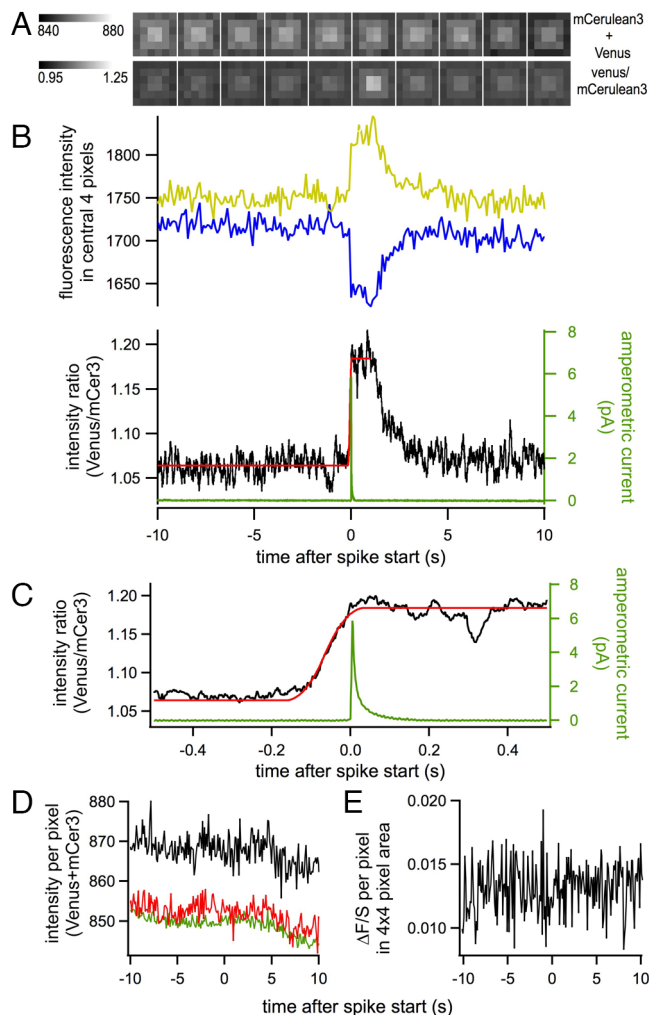 A
840 880
mCerulean3
+
Venus
0.95 1.25
venus/
mCerulean3
B
fluorescence intensity
in central 4 pixels
1800
1750
1700
1650
intensity ratio
(Venus/mCer3)
1.20
1.15
1.10
1.05
8
6
4
2
0
amperometric current
(pA)
-10 -5 0 5 10
time after spike start (s)
C
intensity ratio
(Venus/mCer3)
1.20
1.15
1.10
1.05
8
6
4
2
0
amperometric current
(pA)
-0.4 -0.2 0.0 0.2 0.4
time after spike start (s)
D
intensity per pixel
(Venus+mCer3)
880
870
860
850
-10 -5 0 5 10
E
ΔF/S per pixel
in 4x4 pixel area
0.020
0.015
0.010
-10 -5 0 5 10
time after spike start (s)